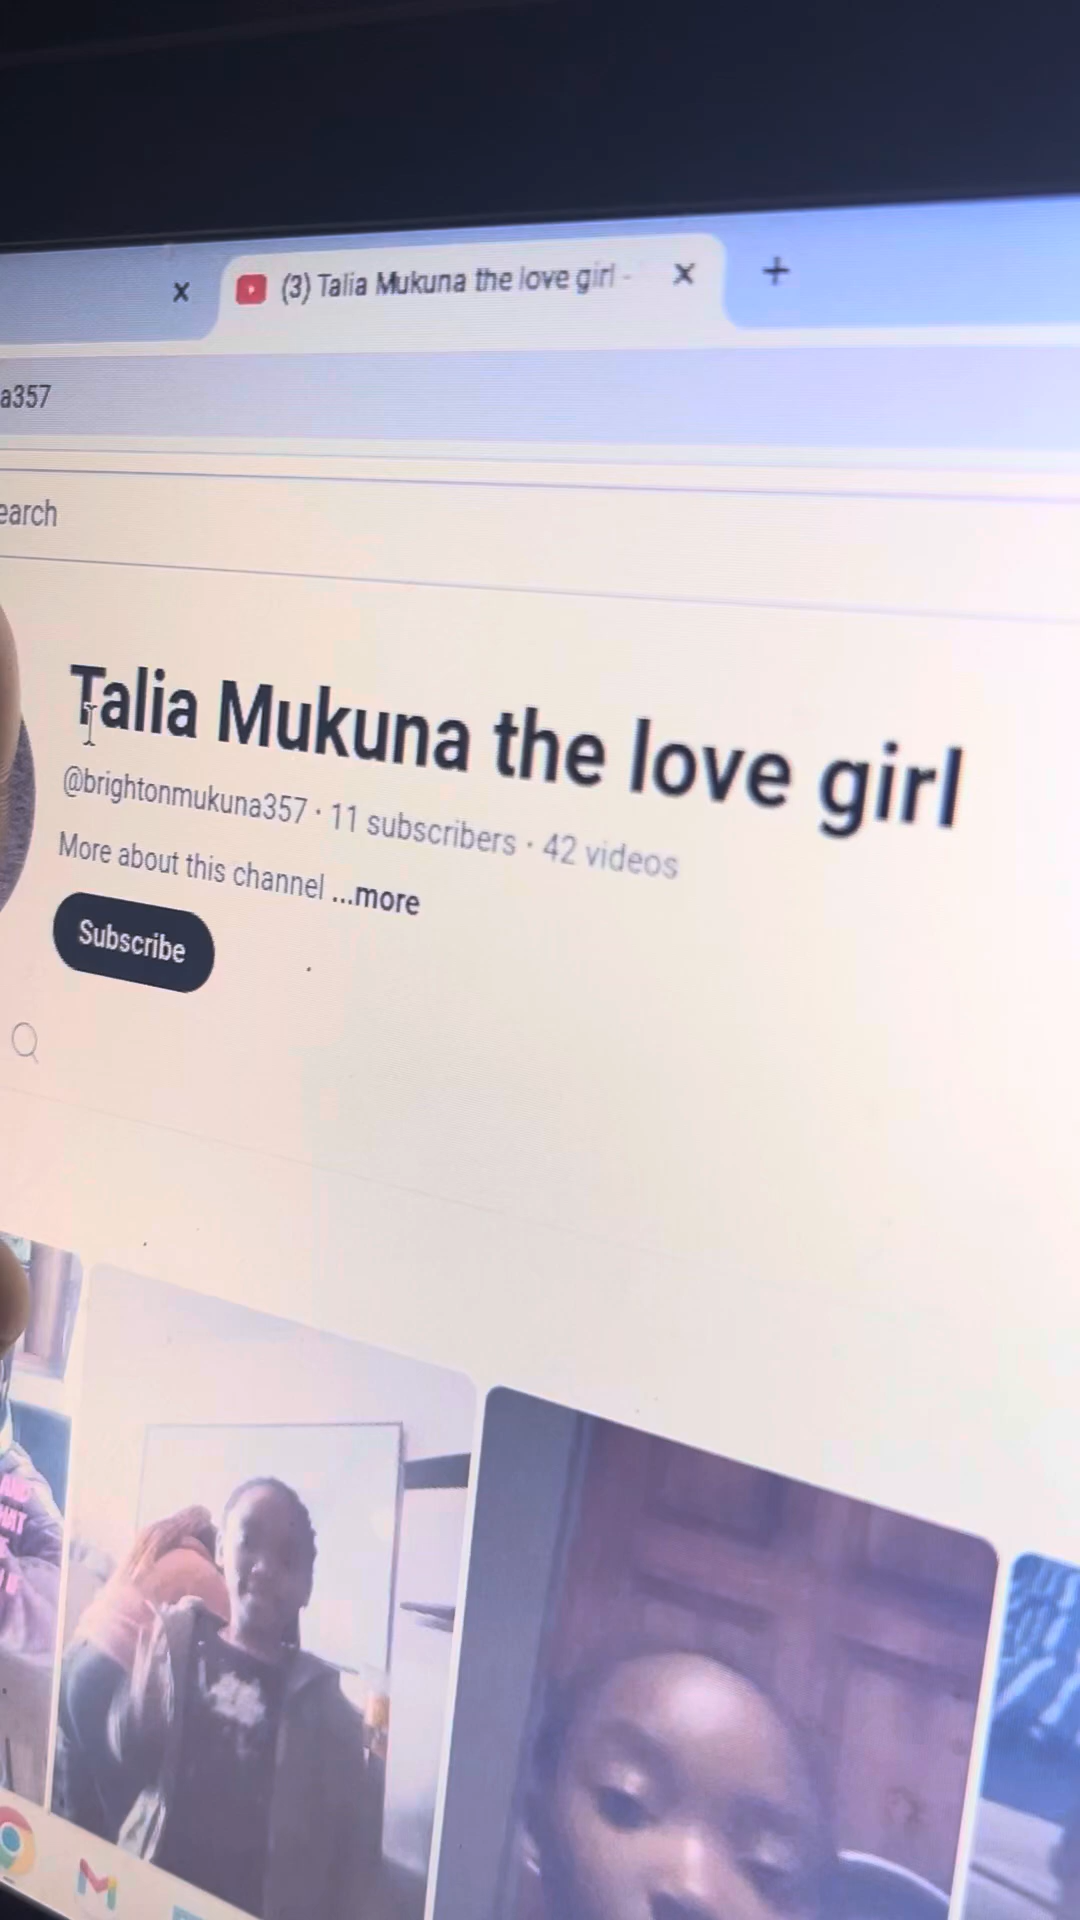 (3) Talia Mukuna the love girl -
a357
earch
Talia Mukuna the love girl
@brightonmukuna357 · 11 subscribers · 42 videos
More about this channel ...more
Subscribe